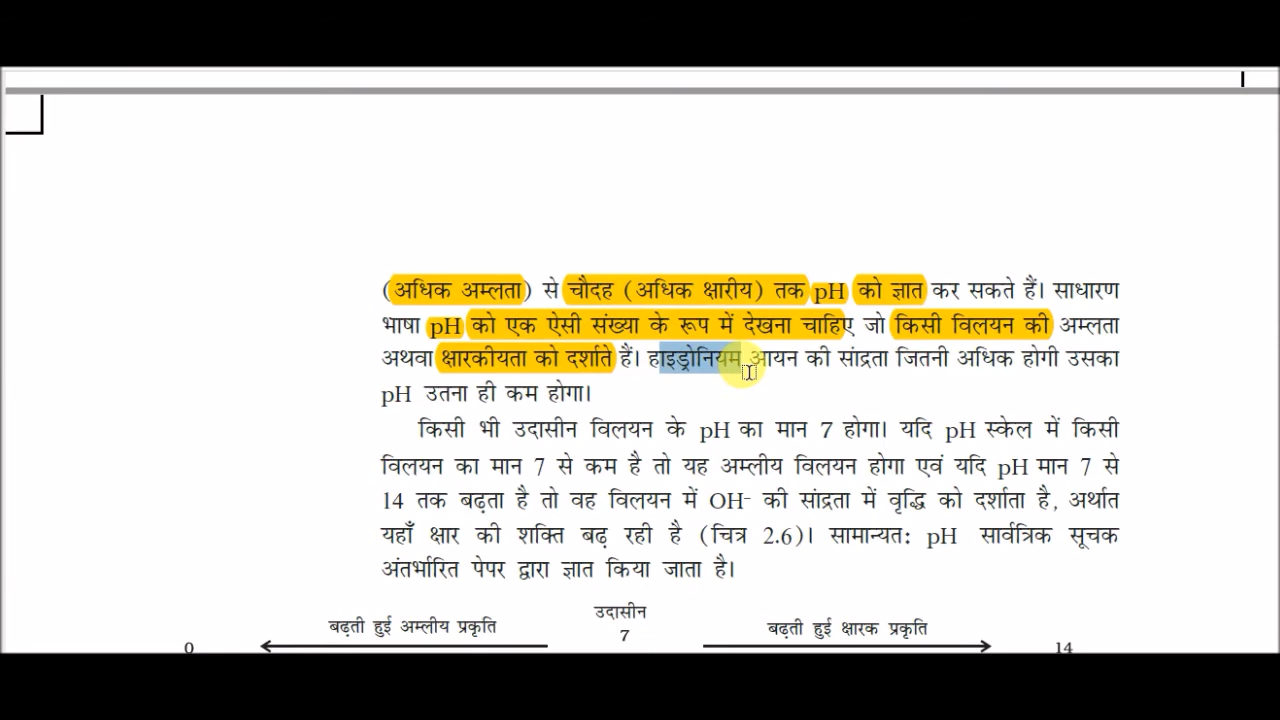 (अधिक अम्लता) से चौदह (अधिक क्षारीय) तक pH को ज्ञात कर सकते हैं। साधारण
भाषा pH को एक ऐसी संख्या के रूप में देखना चाहिए जो किसी विलयन की अम्लता
अथवा क्षारकीयता को दर्शाते हैं। हाइड्रोनियम आयन की सांद्रता जितनी अधिक होगी उसका
pH उतना ही कम होगा।
किसी भी उदासीन विलयन के pH का मान 7 होगा। यदि pH स्केल में किसी
विलयन का मान 7 से कम है तो यह अम्लीय विलयन होगा एवं यदि pH मान 7 से
14 तक बढ़ता है तो वह विलयन में OH⁻ की सांद्रता में वृद्धि को दर्शाता है, अर्थात
यहाँ क्षार की शक्ति बढ़ रही है (चित्र 2.6)। सामान्यत: pH सार्वत्रिक सूचक
अंतर्भारित पेपर द्वारा ज्ञात किया जाता है।
उदासीन
बढ़ती हुई अम्लीय प्रकृति 7 बढ़ती हुई क्षारक प्रकृति
0 14